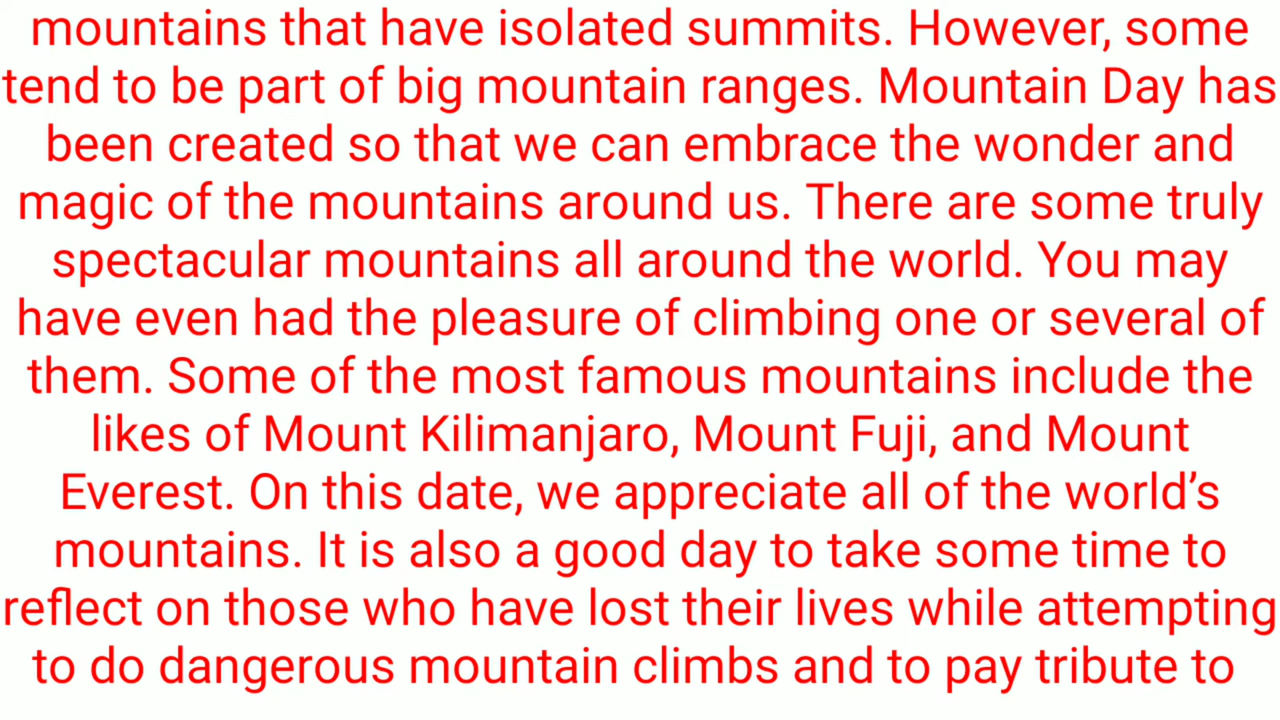 mountains that have isolated summits. However, some
tend to be part of big mountain ranges. Mountain Day has
been created so that we can embrace the wonder and
magic of the mountains around us. There are some truly
spectacular mountains all around the world. You may
have even had the pleasure of climbing one or several of
them. Some of the most famous mountains include the
likes of Mount Kilimanjaro, Mount Fuji, and Mount
Everest. On this date, we appreciate all of the world’s
mountains. It is also a good day to take some time to
reflect on those who have lost their lives while attempting
to do dangerous mountain climbs and to pay tribute to